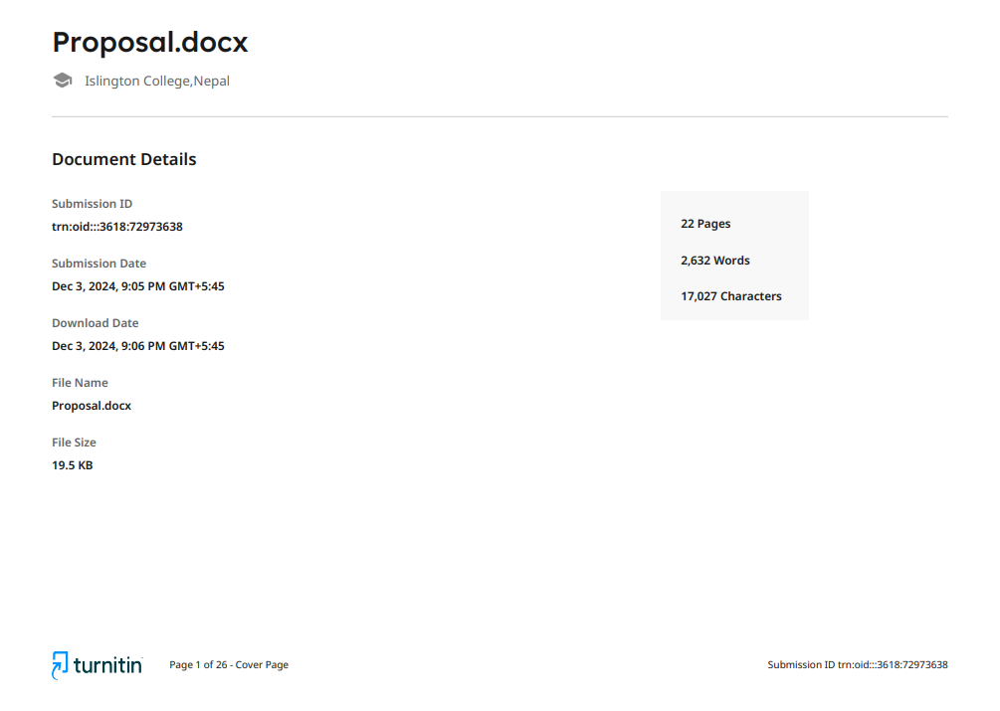 Proposal.docx
Islington College,Nepal
Document Details
Submission ID
trn:oid:::3618:72973638
Submission Date
Dec 3, 2024, 9:05 PM GMT+5:45
Download Date
Dec 3, 2024, 9:06 PM GMT+5:45
File Name
Proposal.docx
File Size
19.5 KB
22 Pages
2,632 Words
17,027 Characters
turnitin Page 1 of 26 - Cover Page Submission ID trn:oid:::3618:72973638